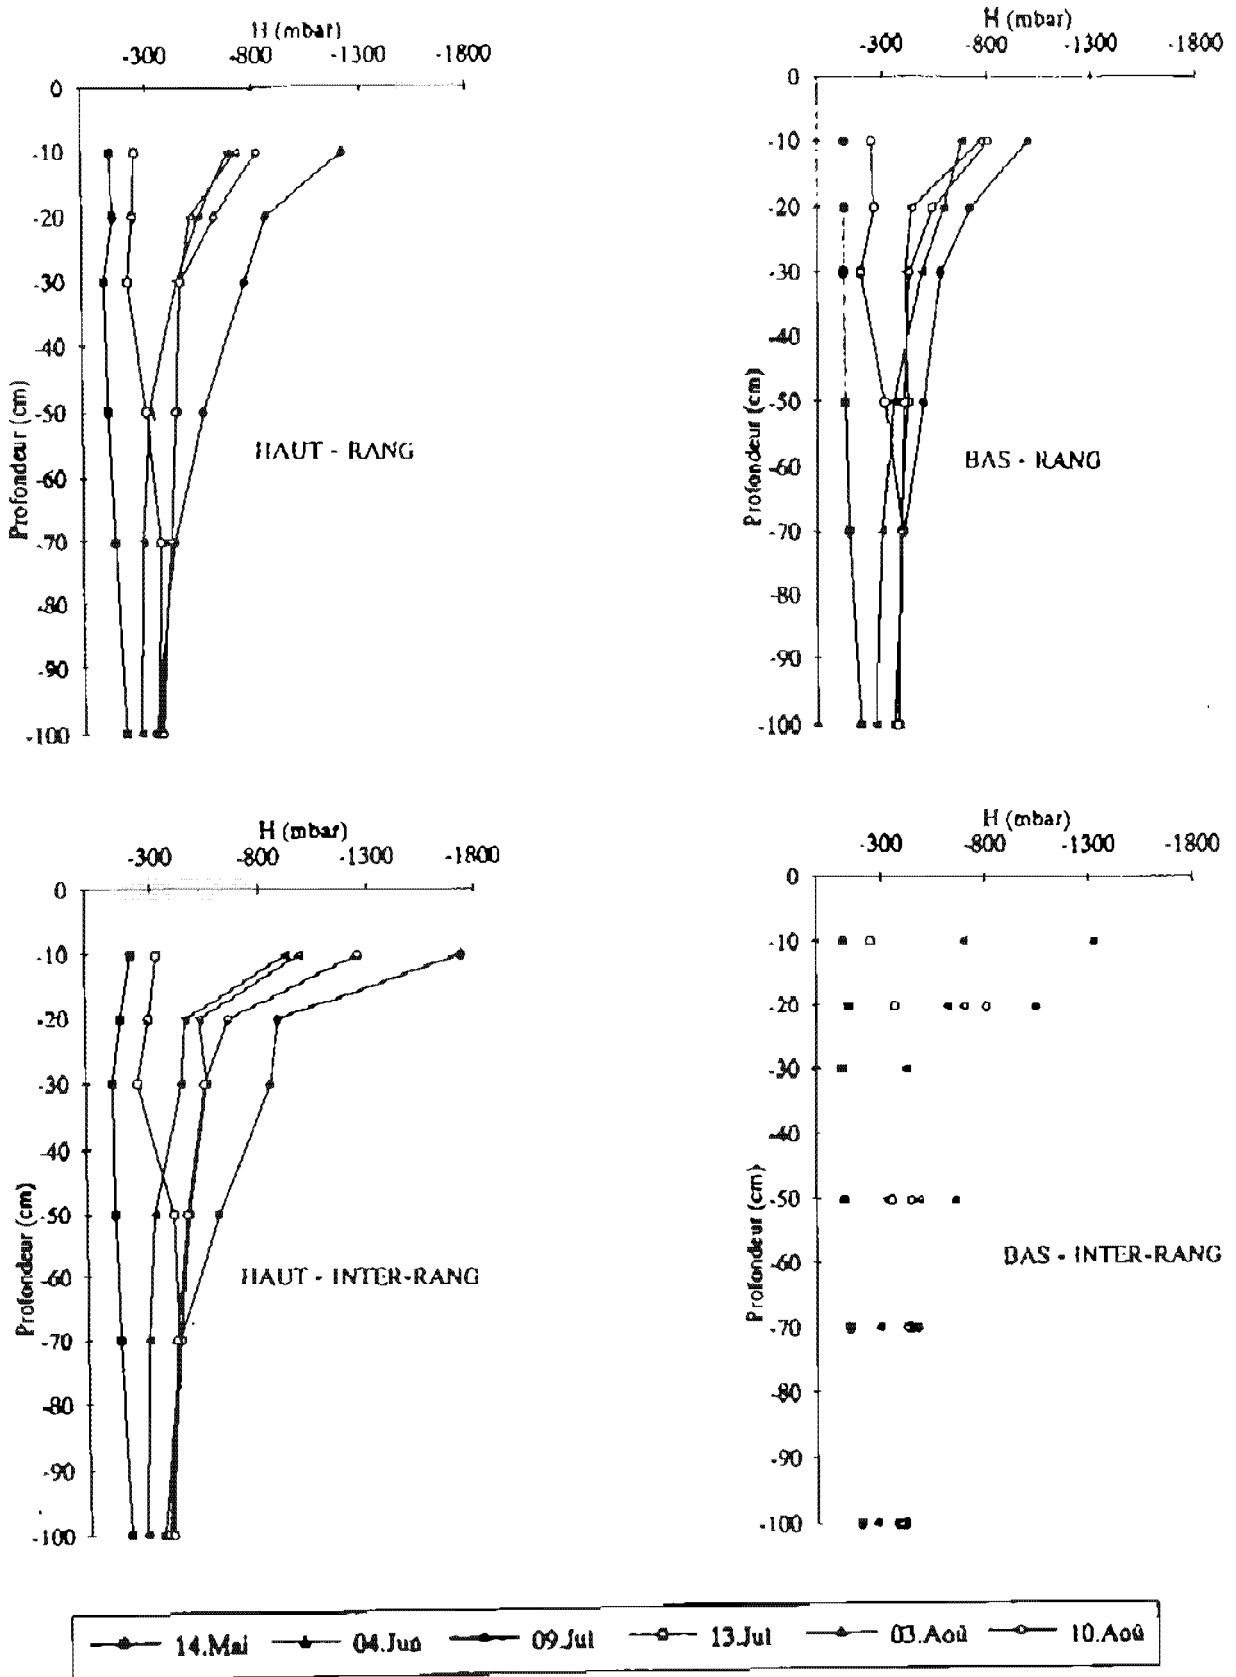 H (mbar)
-300 -800 -1300 -1800
0
-10
-20
-30
-40
-50
-60
-70
-80
-90
-100
Profondeur (cm)
HAUT - RANG
H (mbar)
-300 -800 -1300 -1800
0
-10
-20
-30
-40
-50
-60
-70
-80
-90
-100
Profondeur (cm)
BAS - RANG
H (mbar)
-300 -800 -1300 -1800
0
-10
-20
-30
-40
-50
-60
-70
-80
-90
-100
Profondeur (cm)
HAUT - INTER-RANG
H (mbar)
-300 -800 -1300 -1800
0
-10
-20
-30
-40
-50
-60
-70
-80
-90
-100
Profondeur (cm)
BAS - INTER-RANG
14.Mai 04.Jun 09.Jul 13.Jul 03.Aoû 10.Aoû